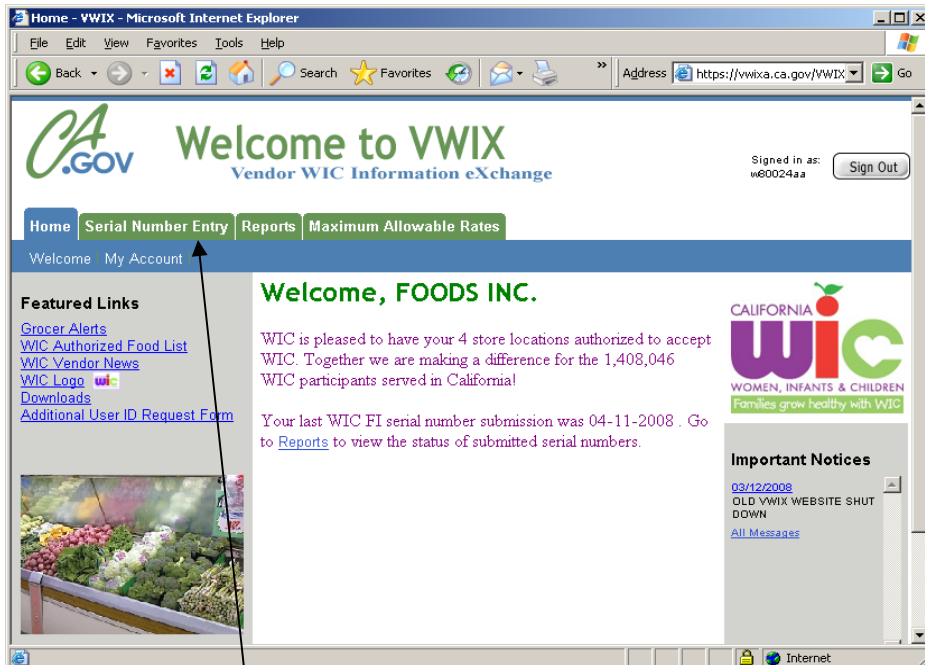 Home - VWIX - Microsoft Internet Explorer
File Edit View Favorites Tools Help
Back Search Favorites » Address https://vwixa.ca.gov/VWIX Go
CA.GOV
Welcome to VWIX
Vendor WIC Information eXchange
Signed in as:
w80024aa
Sign Out
Home Serial Number Entry Reports Maximum Allowable Rates
Welcome My Account
Featured Links
Grocer Alerts
WIC Authorized Food List
WIC Vendor News
WIC Logo wic
Downloads
Additional User ID Request Form
Welcome, FOODS INC.
WIC is pleased to have your 4 store locations authorized to accept
WIC. Together we are making a difference for the 1,408,046
WIC participants served in California!
Your last WIC FI serial number submission was 04-11-2008 . Go
to Reports to view the status of submitted serial numbers.
CALIFORNIA
wic
WOMEN, INFANTS & CHILDREN
Families grow healthy with WIC
Important Notices
03/12/2008
OLD VWIX WEBSITE SHUT
DOWN
All Messages
Internet